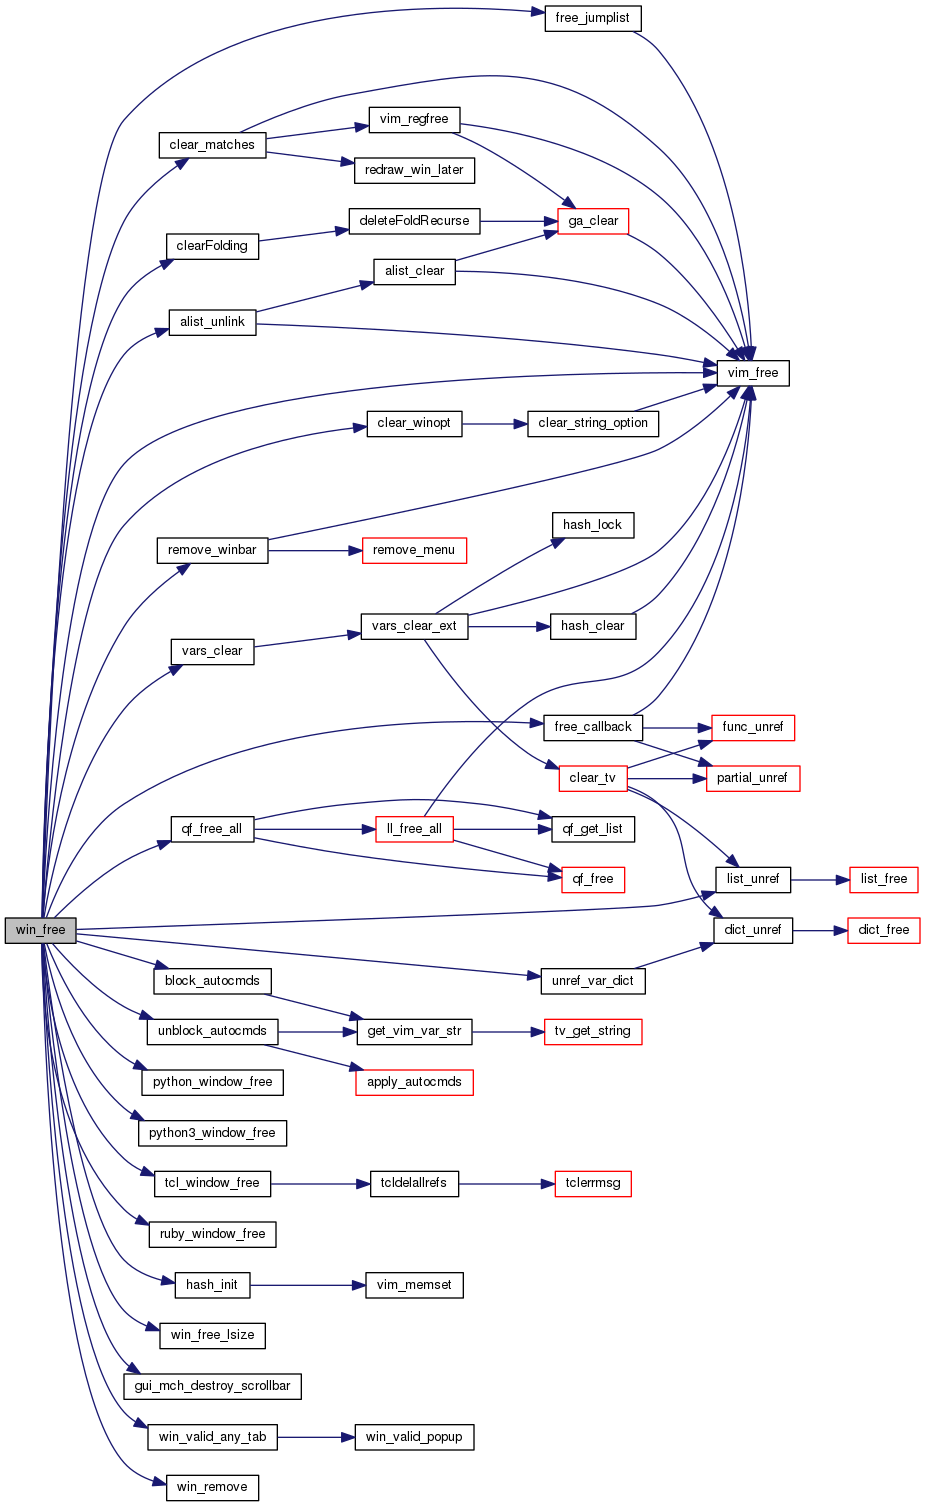 free_jumplist
vim_regfree
clear_matches
redraw_win_later
deleteFoldRecurse
ga_clear
clearFolding
alist_clear
alist_unlink
vim_free
clear_winopt
clear_string_option
hash_lock
remove_winbar
remove_menu
vars_clear_ext
hash_clear
vars_clear
free_callback
func_unref
clear_tv
partial_unref
qf_free_all
ll_free_all
qf_get_list
qf_free
list_unref
list_free
win_free
dict_unref
dict_free
block_autocmds
unref_var_dict
unblock_autocmds
get_vim_var_str
tv_get_string
python_window_free
apply_autocmds
python3_window_free
tcl_window_free
tcldelallrefs
tclerrmsg
ruby_window_free
hash_init
vim_memset
win_free_lsize
gui_mch_destroy_scrollbar
win_valid_any_tab
win_valid_popup
win_remove